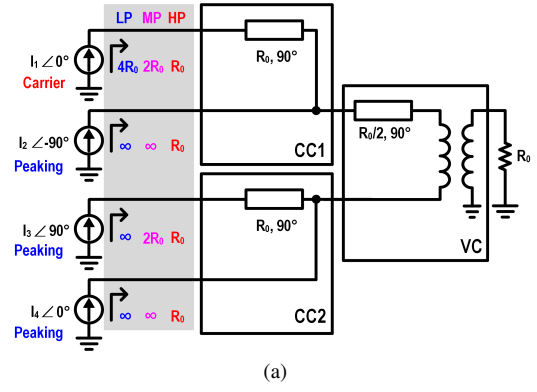 LP MP HP
I₁∠0°
Carrier
4R₀ 2R₀ R₀
R₀, 90°
I₂∠-90°
Peaking
∞ ∞ R₀
CC1
R₀/2, 90°
R₀
VC
I₃∠90°
Peaking
∞ 2R₀ R₀
R₀, 90°
I₄∠0°
Peaking
∞ ∞ R₀
CC2
(a)